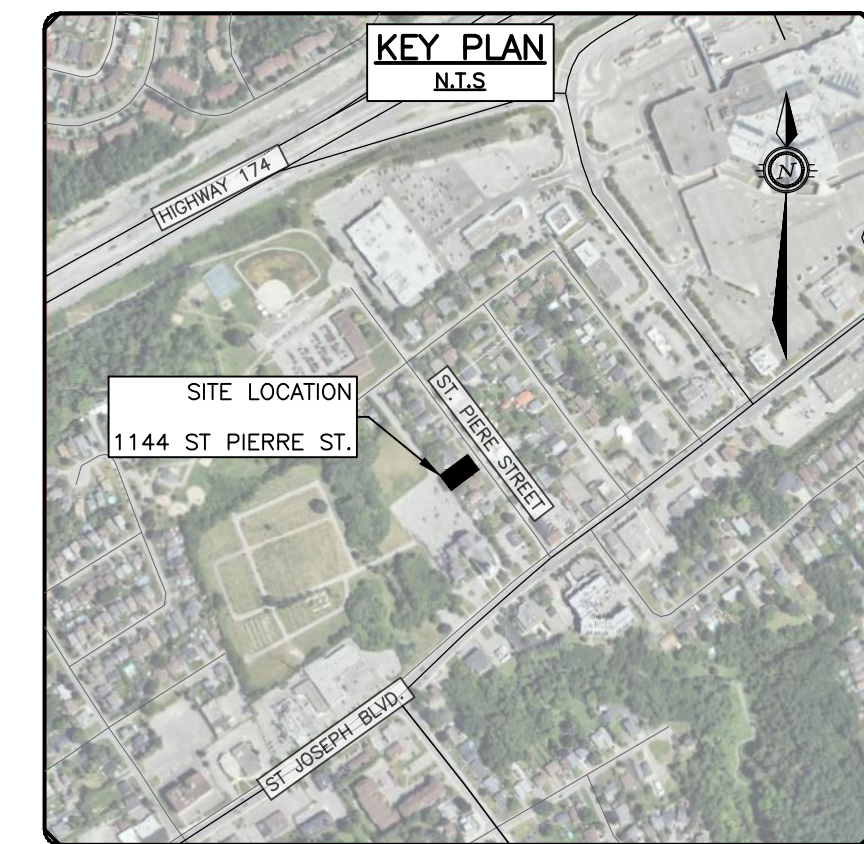 KEY PLAN
N.T.S
HIGHWAY 174
N
SITE LOCATION
1144 ST PIERRE ST.
ST. PIERE STREET
ST JOSEPH BLVD.